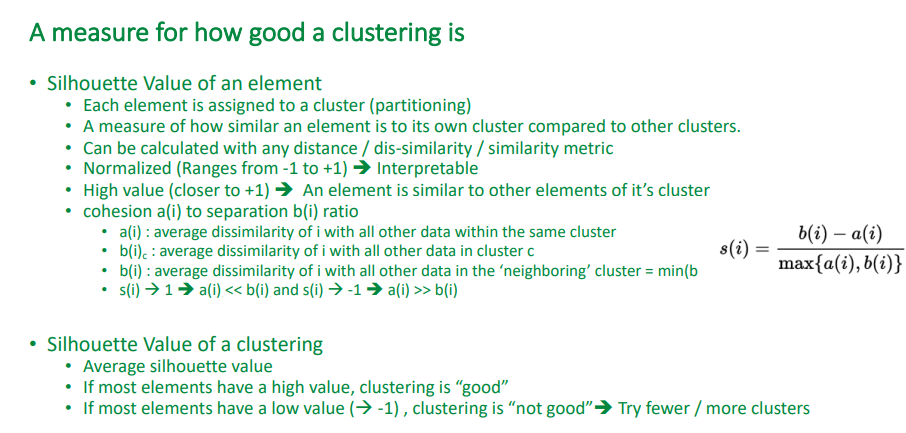 A measure for how good a clustering is
• Silhouette Value of an element
• Each element is assigned to a cluster (partitioning)
• A measure of how similar an element is to its own cluster compared to other clusters.
• Can be calculated with any distance / dis-similarity / similarity metric
• Normalized (Ranges from -1 to +1) ➔ Interpretable
• High value (closer to +1) ➔ An element is similar to other elements of it’s cluster
• cohesion a(i) to separation b(i) ratio
• a(i) : average dissimilarity of i with all other data within the same cluster
• b(i)c : average dissimilarity of i with all other data in cluster c
• b(i) : average dissimilarity of i with all other data in the ‘neighboring’ cluster = min(b
• s(i) → 1 ➔ a(i) << b(i) and s(i) → -1 ➔ a(i) >> b(i)
s(i) = b(i) − a(i) / max{a(i), b(i)}
• Silhouette Value of a clustering
• Average silhouette value
• If most elements have a high value, clustering is “good”
• If most elements have a low value (→ -1) , clustering is “not good”➔ Try fewer / more clusters